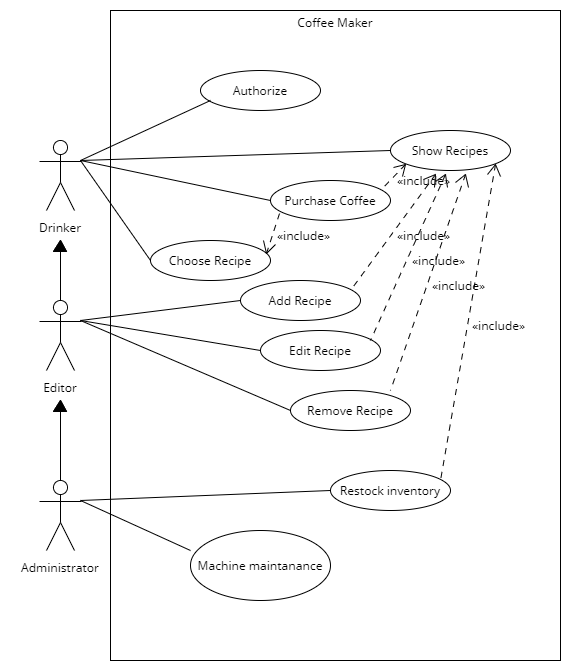 Coffee Maker
Authorize
Show Recipes
«include»
Purchase Coffee
Drinker
«include»
«include»
Choose Recipe
«include»
«include»
Add Recipe
«include»
Edit Recipe
Editor
Remove Recipe
Restock inventory
Administrator
Machine maintanance